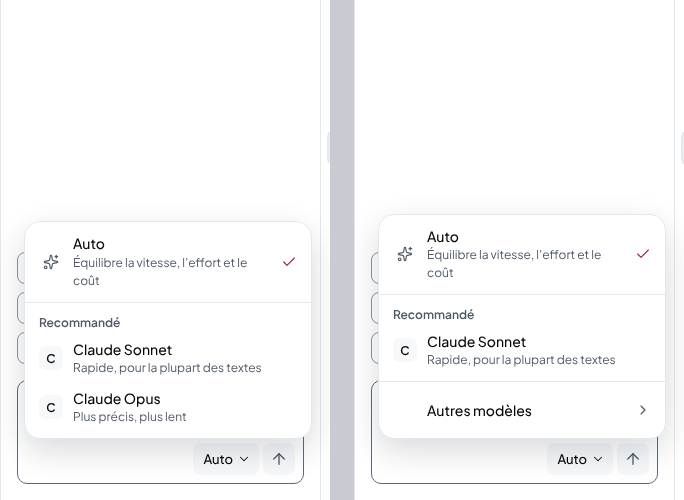 Auto
Équilibre la vitesse, l'effort et le
coût
Recommandé
C
Claude Sonnet
Rapide, pour la plupart des textes
C
Claude Opus
Plus précis, plus lent
Auto
Auto
Équilibre la vitesse, l'effort et le
coût
Recommandé
C
Claude Sonnet
Rapide, pour la plupart des textes
Autres modèles
Auto